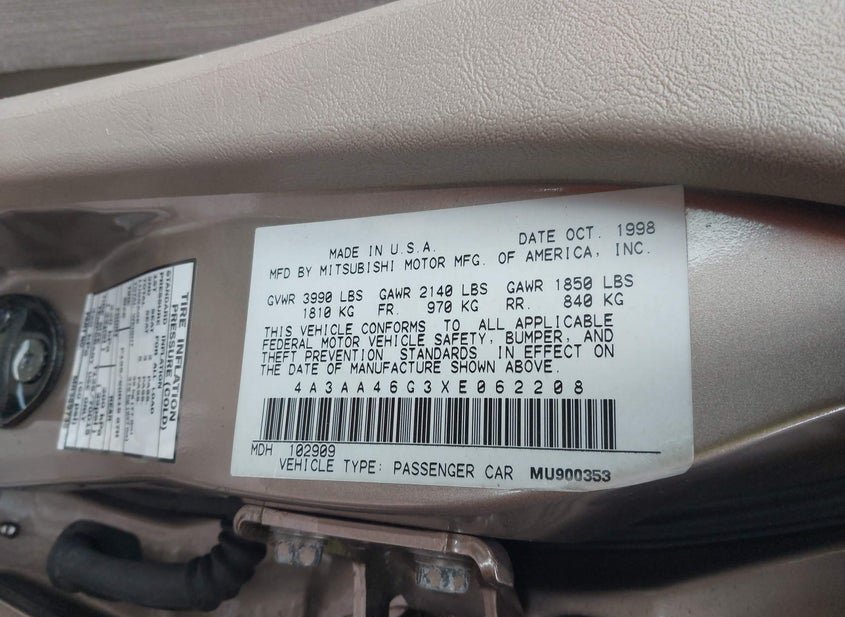 MADE IN U.S.A. DATE OCT. 1998
MFD BY MITSUBISHI MOTOR MFG. OF AMERICA, INC.
GVWR 3990 LBS GAWR 2140 LBS GAWR 1850 LBS
1810 KG FR. 970 KG RR. 840 KG
THIS VEHICLE CONFORMS TO ALL APPLICABLE
FEDERAL MOTOR VEHICLE SAFETY, BUMPER, AND
THEFT PREVENTION STANDARDS IN EFFECT ON
THE DATE OF MANUFACTURE SHOWN ABOVE.
4A3AA46G3XE062208
MDH 102909
VEHICLE TYPE: PASSENGER CAR MU900353
TIRE INFLATION
PRESSURE (COLD)